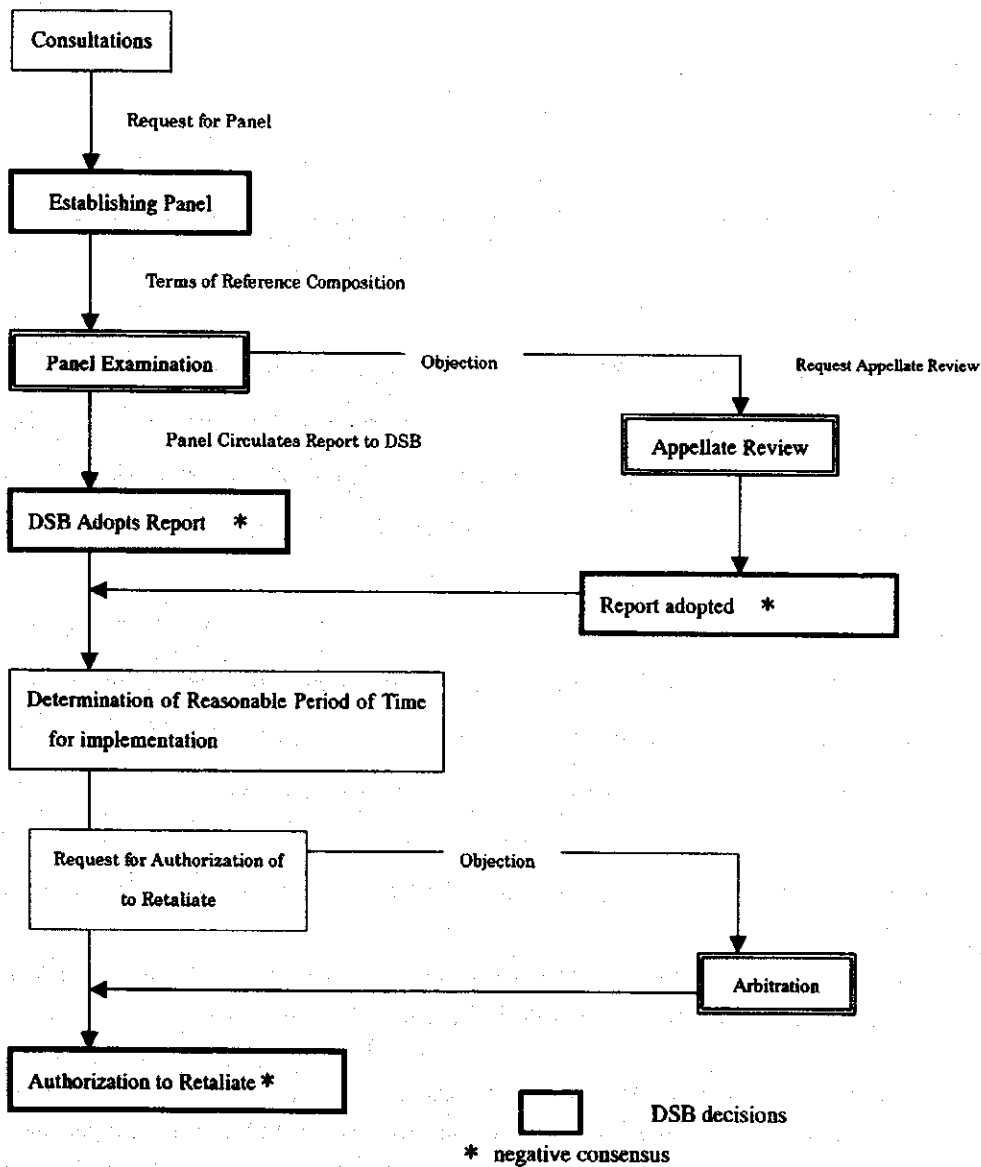 Consultations
Request for Panel
Establishing Panel
Terms of Reference Composition
Panel Examination
Objection
Request Appellate Review
Panel Circulates Report to DSB
Appellate Review
DSB Adopts Report *
Report adopted *
Determination of Reasonable Period of Time
for implementation
Request for Authorization of
to Retaliate
Objection
Arbitration
Authorization to Retaliate *
DSB decisions
* negative consensus